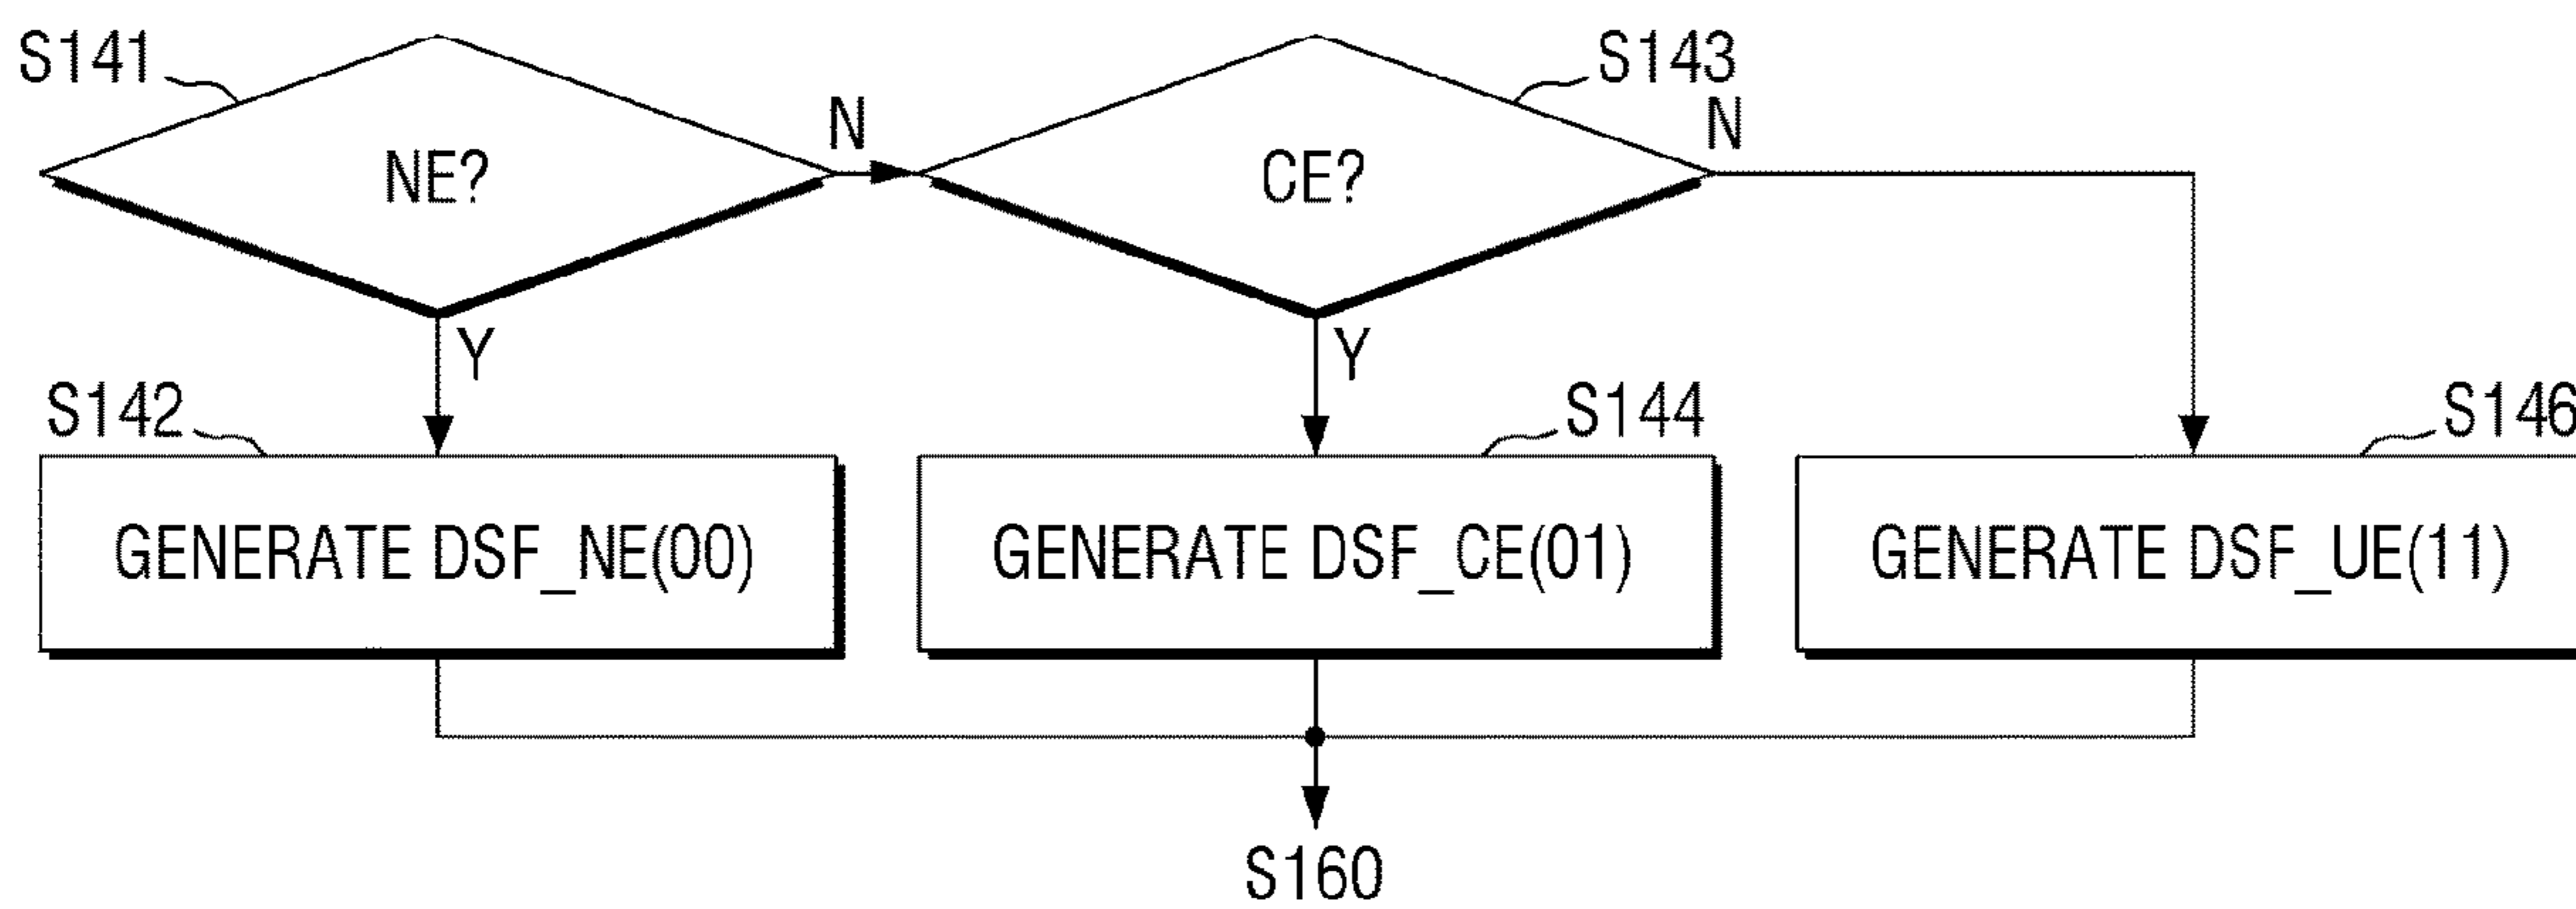 S141
S143
N
N
NE?
CE?
Y
Y
S142
S144
S146
GENERATE DSF_NE(00)
GENERATE DSF_CE(01)
GENERATE DSF_UE(11)
S160